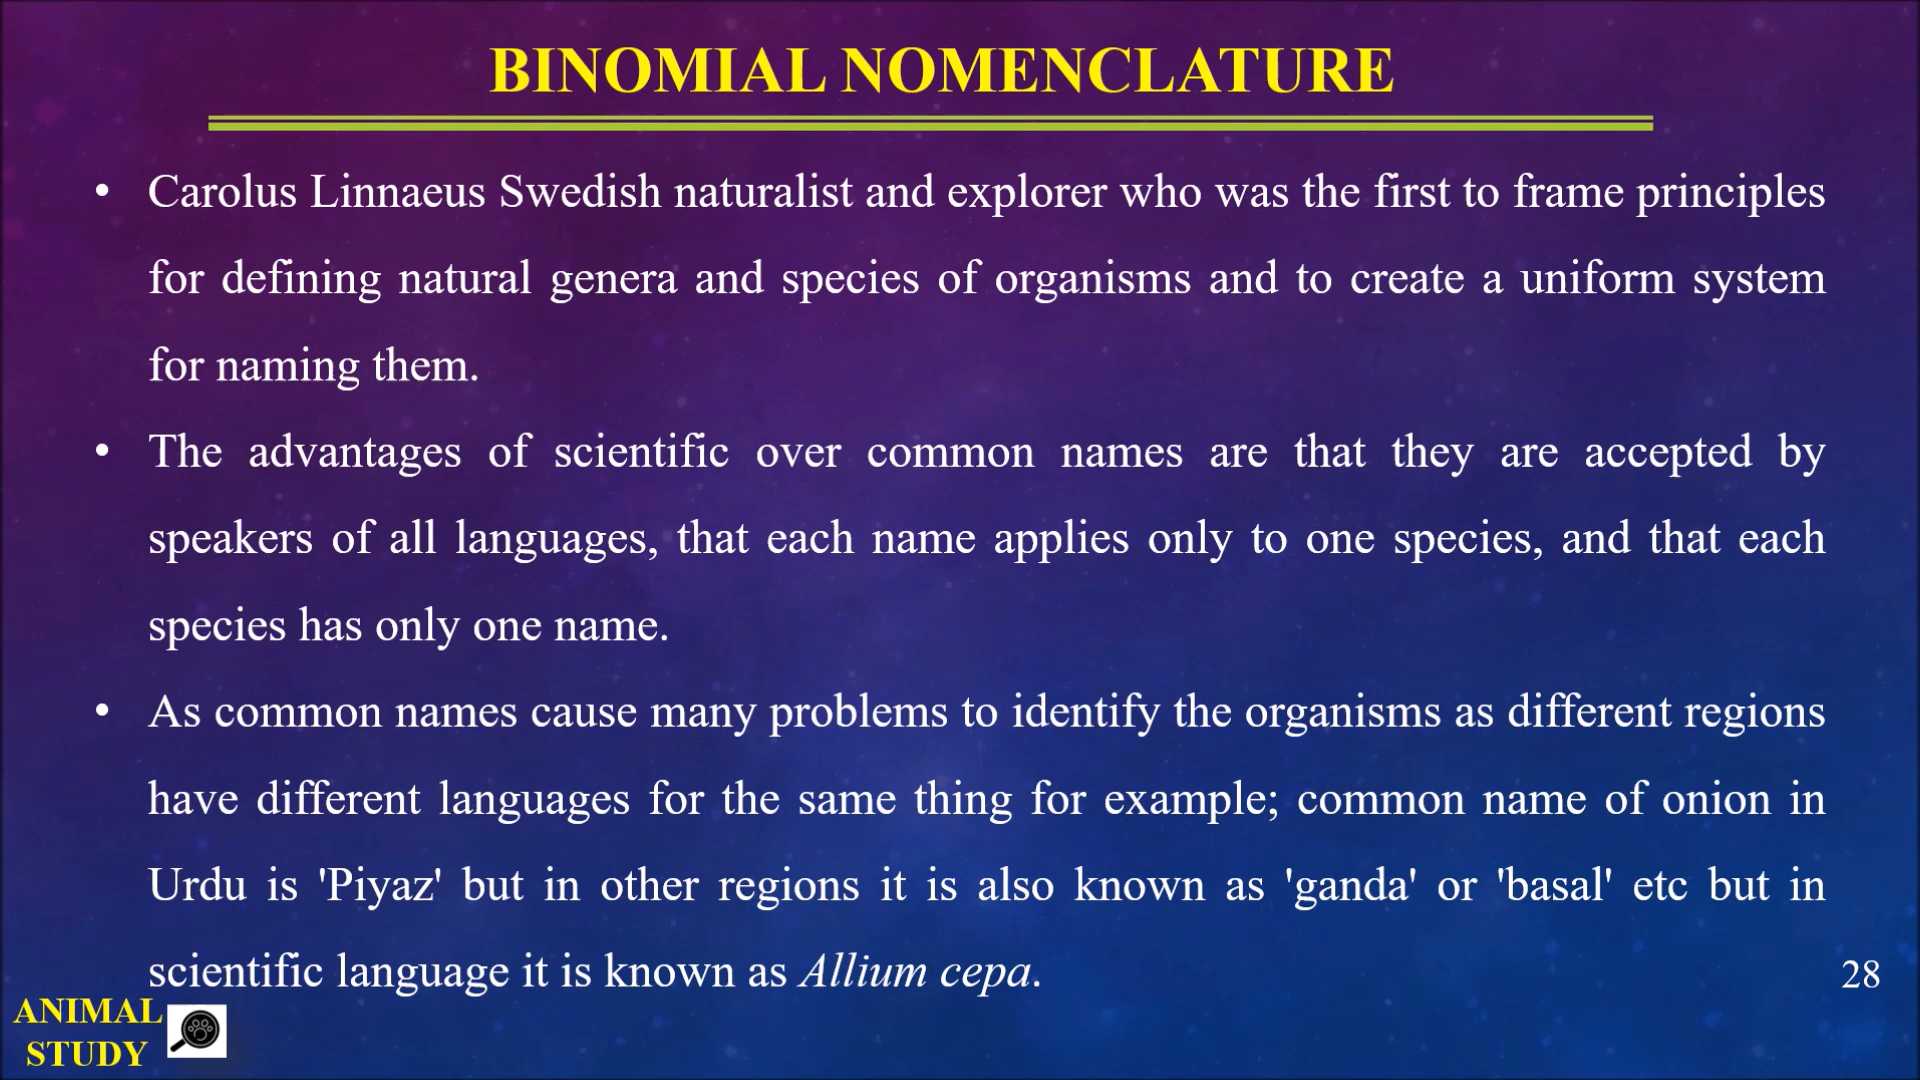 BINOMIAL NOMENCLATURE
• Carolus Linnaeus Swedish naturalist and explorer who was the first to frame principles
for defining natural genera and species of organisms and to create a uniform system
for naming them.
• The advantages of scientific over common names are that they are accepted by
speakers of all languages, that each name applies only to one species, and that each
species has only one name.
• As common names cause many problems to identify the organisms as different regions
have different languages for the same thing for example; common name of onion in
Urdu is 'Piyaz' but in other regions it is also known as 'ganda' or 'basal' etc but in
scientific language it is known as Allium cepa.
28
ANIMAL
STUDY